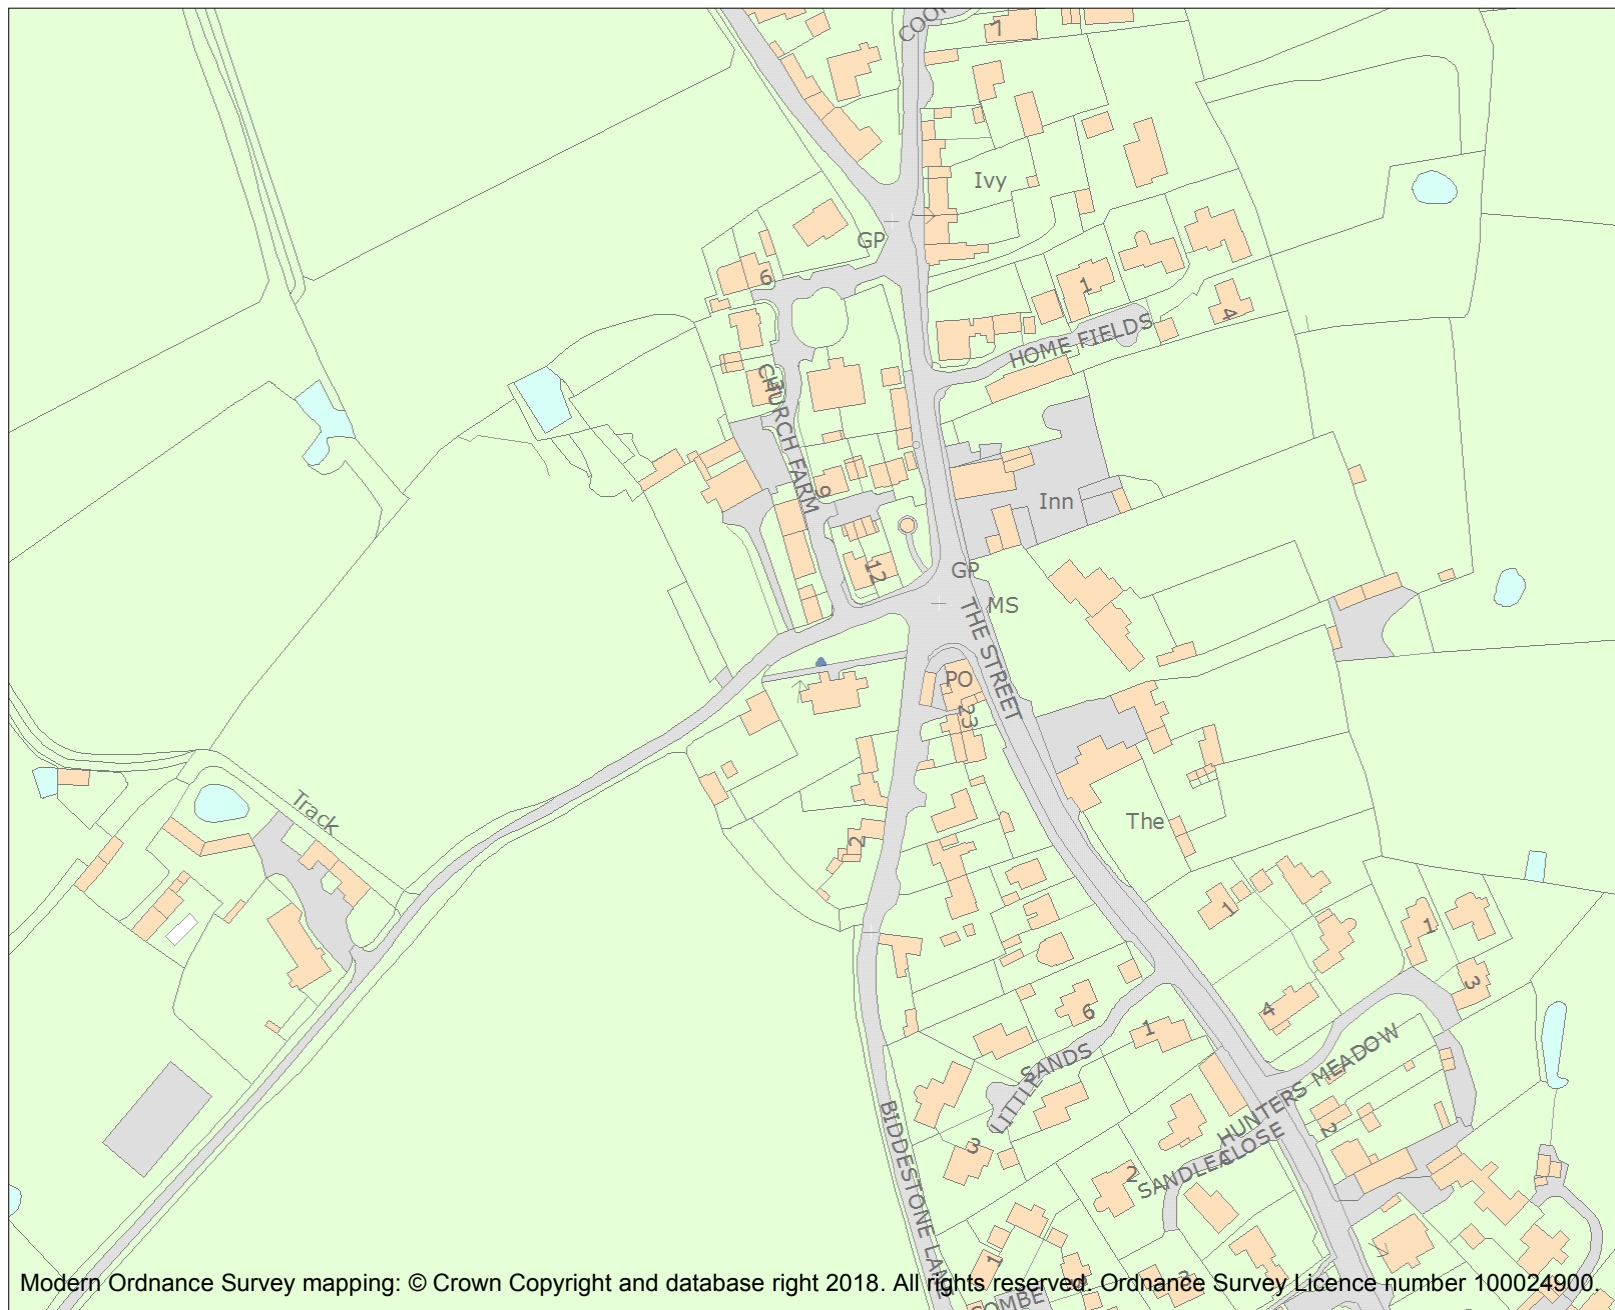 7
Ivy
GP
6
1
4
HOME FIELDS
CHURCH FARM
9
Inn
12
GP
MS
THE STREET
PO
23
Track
The
2
1
1
3
4
6
1
LITTLE SANDS
HUNTERS MEADOW
2
3
SANDLEA CLOSE
2
BIDDESTONE LANE
1
Modern Ordnance Survey mapping: © Crown Copyright and database right 2018. All rights reserved. Ordnance Survey Licence number 100024900.